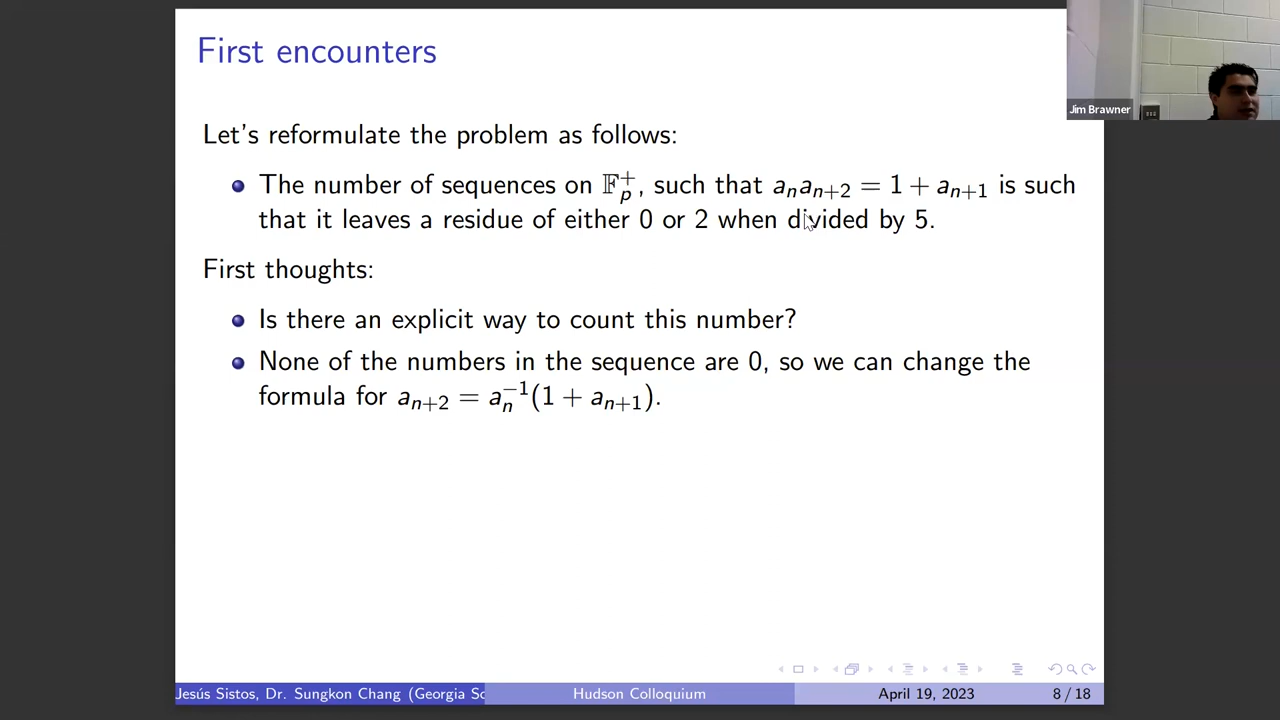 First encounters
Jim Brawner
Let's reformulate the problem as follows:
The number of sequences on 𝔽ₚ⁺, such that aₙaₙ₊₂ = 1 + aₙ₊₁ is such
that it leaves a residue of either 0 or 2 when divided by 5.
First thoughts:
Is there an explicit way to count this number?
None of the numbers in the sequence are 0, so we can change the
formula for aₙ₊₂ = aₙ⁻¹(1 + aₙ₊₁).
Jesús Sistos, Dr. Sungkon Chang (Georgia So
Hudson Colloquium
April 19, 2023
8 / 18